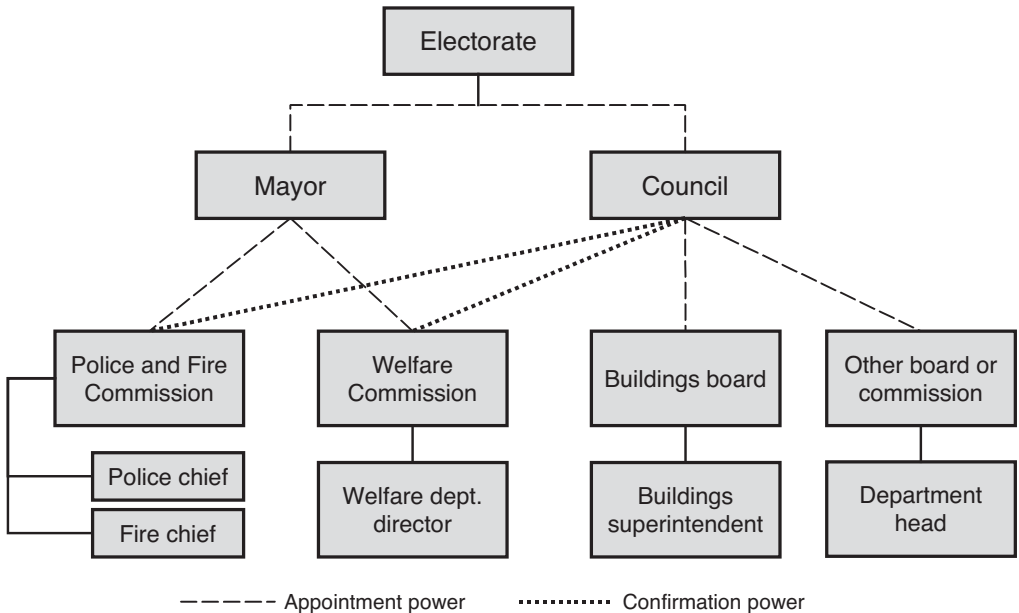 Electorate
Mayor
Council
Police and Fire
Commission
Welfare
Commission
Buildings board
Other board or
commission
Police chief
Fire chief
Welfare dept.
director
Buildings
superintendent
Department
head
Appointment power
Confirmation power